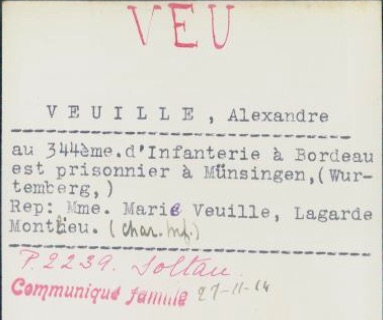 VEU
VEUILLE, Alexandre
au 344ème.d'Infanterie à Bordeau
est prisonnier à Münsingen,(Wur-
temberg,)
Rep: Mme. Marie Veuille, Lagarde
Montlieu. (char. Inf.)
P.2239. Soltau.
Communiqué famille 27-11-14